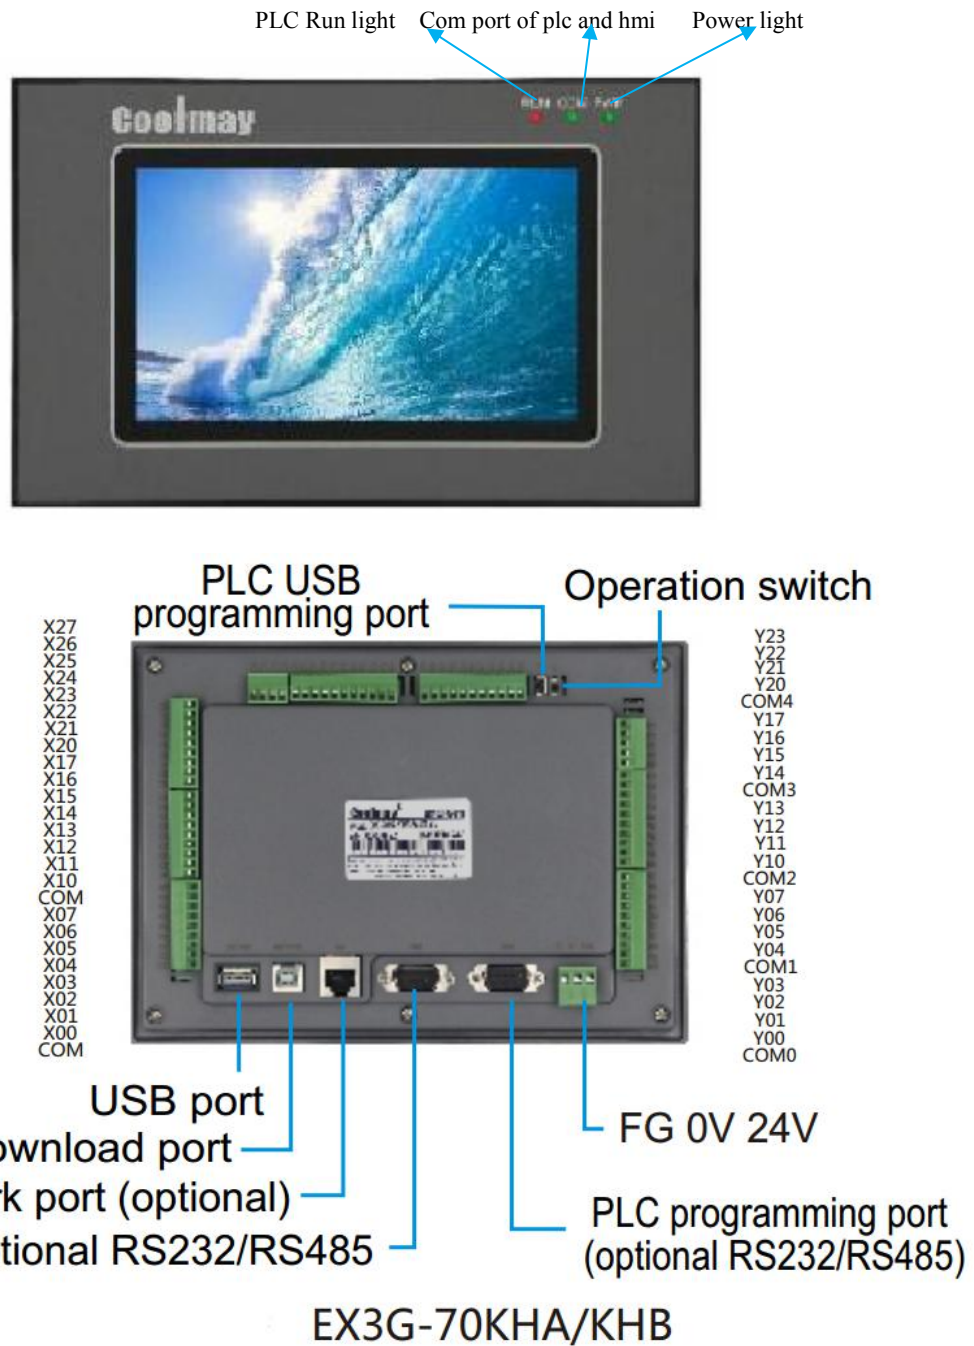 PLC Run light Com port of plc and hmi Power light
RUN COM PWR
Coolmay
PLC USB
programming port
Operation switch
X27
X26
X25
X24
X23
X22
X21
X20
X17
X16
X15
X14
X13
X12
X11
X10
COM
X07
X06
X05
X04
X03
X02
X01
X00
COM
Y23
Y22
Y21
Y20
COM4
Y17
Y16
Y15
Y14
COM3
Y13
Y12
Y11
Y10
COM2
Y07
Y06
Y05
Y04
COM1
Y03
Y02
Y01
Y00
COM0
Coolmay
USB port
ownload port
rk port (optional)
tional RS232/RS485
FG 0V 24V
PLC programming port
(optional RS232/RS485)
EX3G-70KHA/KHB